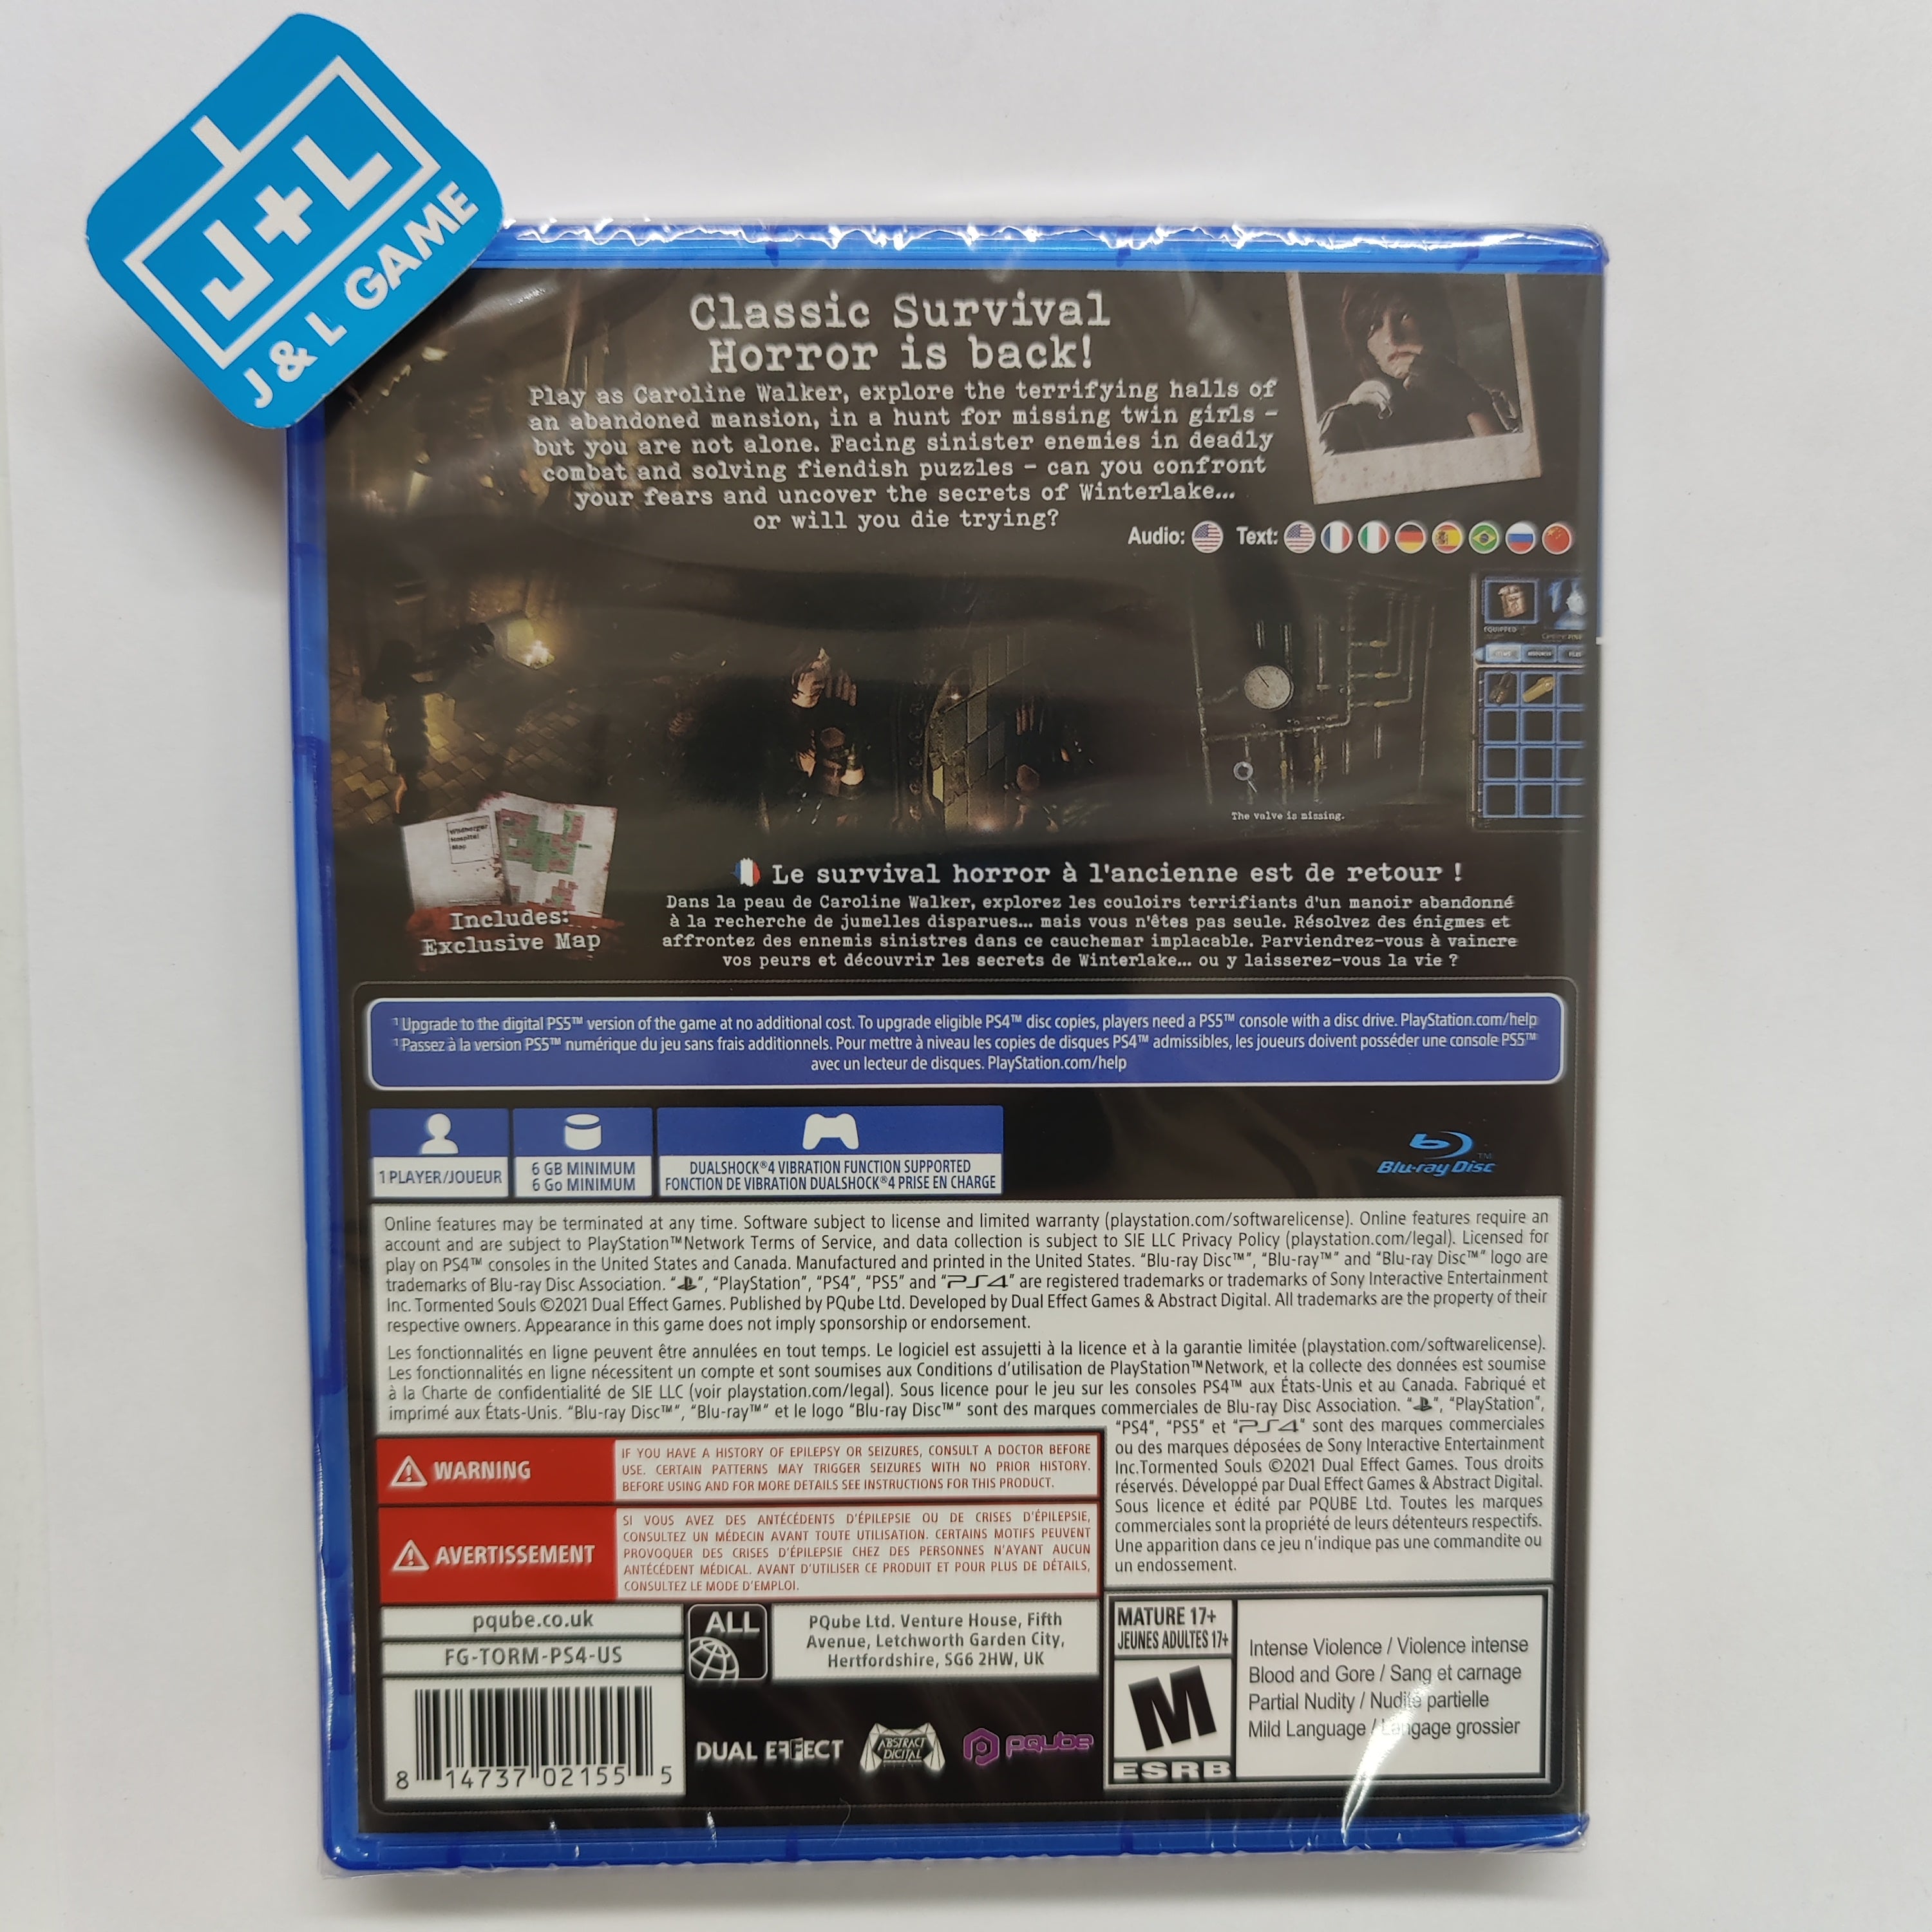 J+L
J & L GAME
Classic Survival
Horror is back!
Play as Caroline Walker, explore the terrifying halls of
an abandoned mansion, in a hunt for missing twin girls –
but you are not alone. Facing sinister enemies in deadly
combat and solving fiendish puzzles – can you confront
your fears and uncover the secrets of Winterlake...
or will you die trying?
Audio: Text:
EQUIPPED
The valve is missing.
Wildberger
Hospital
Map
Includes:
Exclusive Map
Le survival horror à l'ancienne est de retour !
Dans la peau de Caroline Walker, explorez les couloirs terrifiants d'un manoir abandonné
à la recherche de jumelles disparues... mais vous n'êtes pas seule. Résolvez des énigmes et
affrontez des ennemis sinistres dans ce cauchemar implacable. Parviendrez-vous à vaincre
vos peurs et découvrir les secrets de Winterlake... ou y laisserez-vous la vie ?
¹Upgrade to the digital PS5™ version of the game at no additional cost. To upgrade eligible PS4™ disc copies, players need a PS5™ console with a disc drive. PlayStation.com/help
¹Passez à la version PS5™ numérique du jeu sans frais additionnels. Pour mettre à niveau les copies de disques PS4™ admissibles, les joueurs doivent posséder une console PS5™
avec un lecteur de disques. PlayStation.com/help
1 PLAYER/JOUEUR
6 GB MINIMUM
6 Go MINIMUM
DUALSHOCK®4 VIBRATION FUNCTION SUPPORTED
FONCTION DE VIBRATION DUALSHOCK®4 PRISE EN CHARGE
Blu-ray Disc™
Online features may be terminated at any time. Software subject to license and limited warranty (playstation.com/softwarelicense). Online features require an
account and are subject to PlayStation™Network Terms of Service, and data collection is subject to SIE LLC Privacy Policy (playstation.com/legal). Licensed for
play on PS4™ consoles in the United States and Canada. Manufactured and printed in the United States. “Blu-ray Disc™”, “Blu-ray™” and “Blu-ray Disc™” logo are
trademarks of Blu-ray Disc Association. “PS”, “PlayStation”, “PS4”, “PS5” and “PS4” are registered trademarks or trademarks of Sony Interactive Entertainment
Inc. Tormented Souls ©2021 Dual Effect Games. Published by PQube Ltd. Developed by Dual Effect Games & Abstract Digital. All trademarks are the property of their
respective owners. Appearance in this game does not imply sponsorship or endorsement.
Les fonctionnalités en ligne peuvent être annulées en tout temps. Le logiciel est assujetti à la licence et à la garantie limitée (playstation.com/softwarelicense).
Les fonctionnalités en ligne nécessitent un compte et sont soumises aux Conditions d’utilisation de PlayStation™Network, et la collecte des données est soumise
à la Charte de confidentialité de SIE LLC (voir playstation.com/legal). Sous licence pour le jeu sur les consoles PS4™ aux États-Unis et au Canada. Fabriqué et
imprimé aux États-Unis. “Blu-ray Disc™”, “Blu-ray™” et le logo “Blu-ray Disc™” sont des marques commerciales de Blu-ray Disc Association. “PS”, “PlayStation”,
“PS4”, “PS5” et “PS4” sont des marques commerciales
ou des marques déposées de Sony Interactive Entertainment
Inc.Tormented Souls ©2021 Dual Effect Games. Tous droits
réservés. Développé par Dual Effect Games & Abstract Digital.
Sous licence et édité par PQUBE Ltd. Toutes les marques
commerciales sont la propriété de leurs détenteurs respectifs.
Une apparition dans ce jeu n’indique pas une commandite ou
un endossement.
WARNING
IF YOU HAVE A HISTORY OF EPILEPSY OR SEIZURES, CONSULT A DOCTOR BEFORE
USE. CERTAIN PATTERNS MAY TRIGGER SEIZURES WITH NO PRIOR HISTORY.
BEFORE USING AND FOR MORE DETAILS SEE INSTRUCTIONS FOR THIS PRODUCT.
AVERTISSEMENT
SI VOUS AVEZ DES ANTÉCÉDENTS D’ÉPILEPSIE OU DE CRISES D’ÉPILEPSIE,
CONSULTEZ UN MÉDECIN AVANT TOUTE UTILISATION. CERTAINS MOTIFS PEUVENT
PROVOQUER DES CRISES D’ÉPILEPSIE CHEZ DES PERSONNES N’AYANT AUCUN
ANTÉCÉDENT MÉDICAL. AVANT D’UTILISER CE PRODUIT ET POUR PLUS DE DÉTAILS,
CONSULTEZ LE MODE D’EMPLOI.
pqube.co.uk
FG-TORM-PS4-US
ALL
PQube Ltd. Venture House, Fifth
Avenue, Letchworth Garden City,
Hertfordshire, SG6 2HW, UK
8 14737 02155 5
DUAL EFFECT
ABSTRACT
DIGITAL
PQube
MATURE 17+
JEUNES ADULTES 17+
M
ESRB
Intense Violence / Violence intense
Blood and Gore / Sang et carnage
Partial Nudity / Nudité partielle
Mild Language / Langage grossier